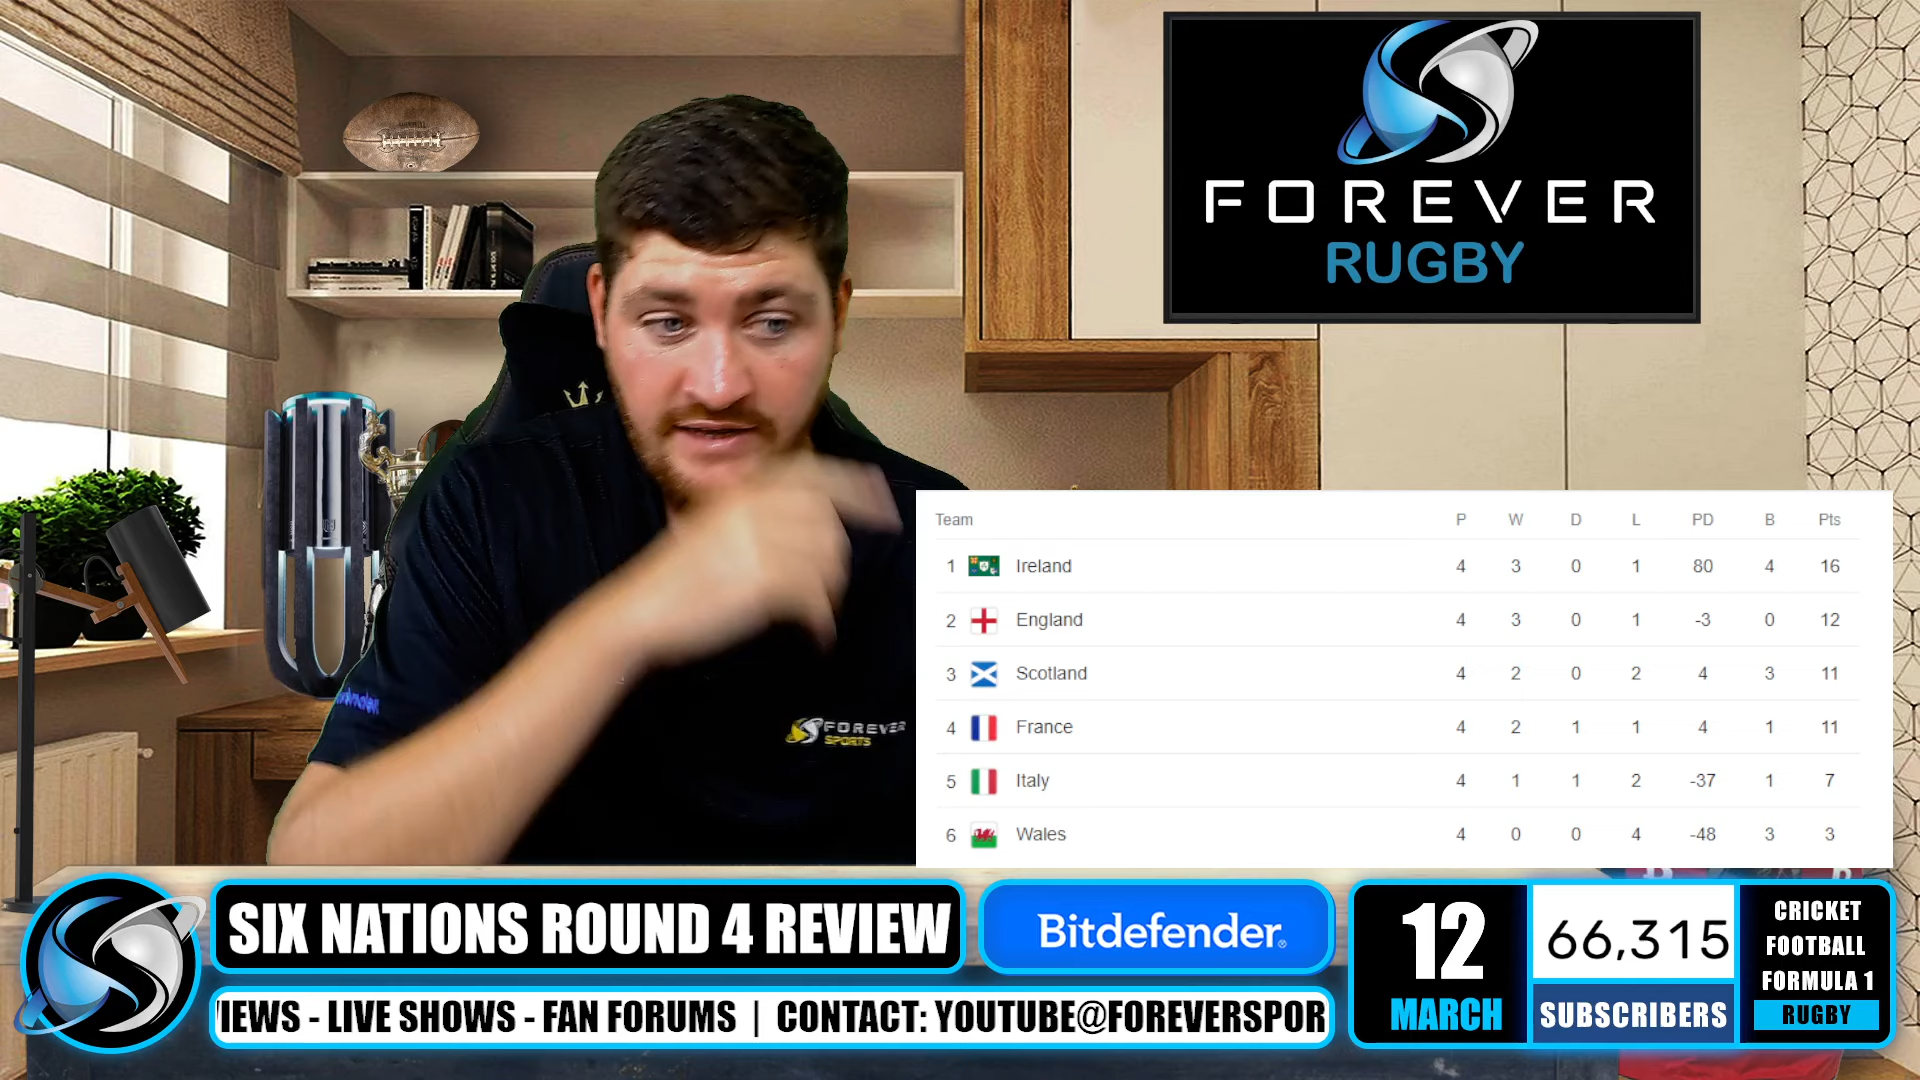 FOREVER
RUGBY
FOREVER
SPORTS
Team P W D L PD B Pts
1 Ireland 4 3 0 1 80 4 16
2 England 4 3 0 1 -3 0 12
3 Scotland 4 2 0 2 4 3 11
4 France 4 2 1 1 4 1 11
5 Italy 4 1 1 2 -37 1 7
6 Wales 4 0 0 4 -48 3 3
SIX NATIONS ROUND 4 REVIEW
Bitdefender®
IEWS - LIVE SHOWS - FAN FORUMS | CONTACT: YOUTUBE@FOREVERSPOR
12
MARCH
66,315
SUBSCRIBERS
CRICKET
FOOTBALL
FORMULA 1
RUGBY